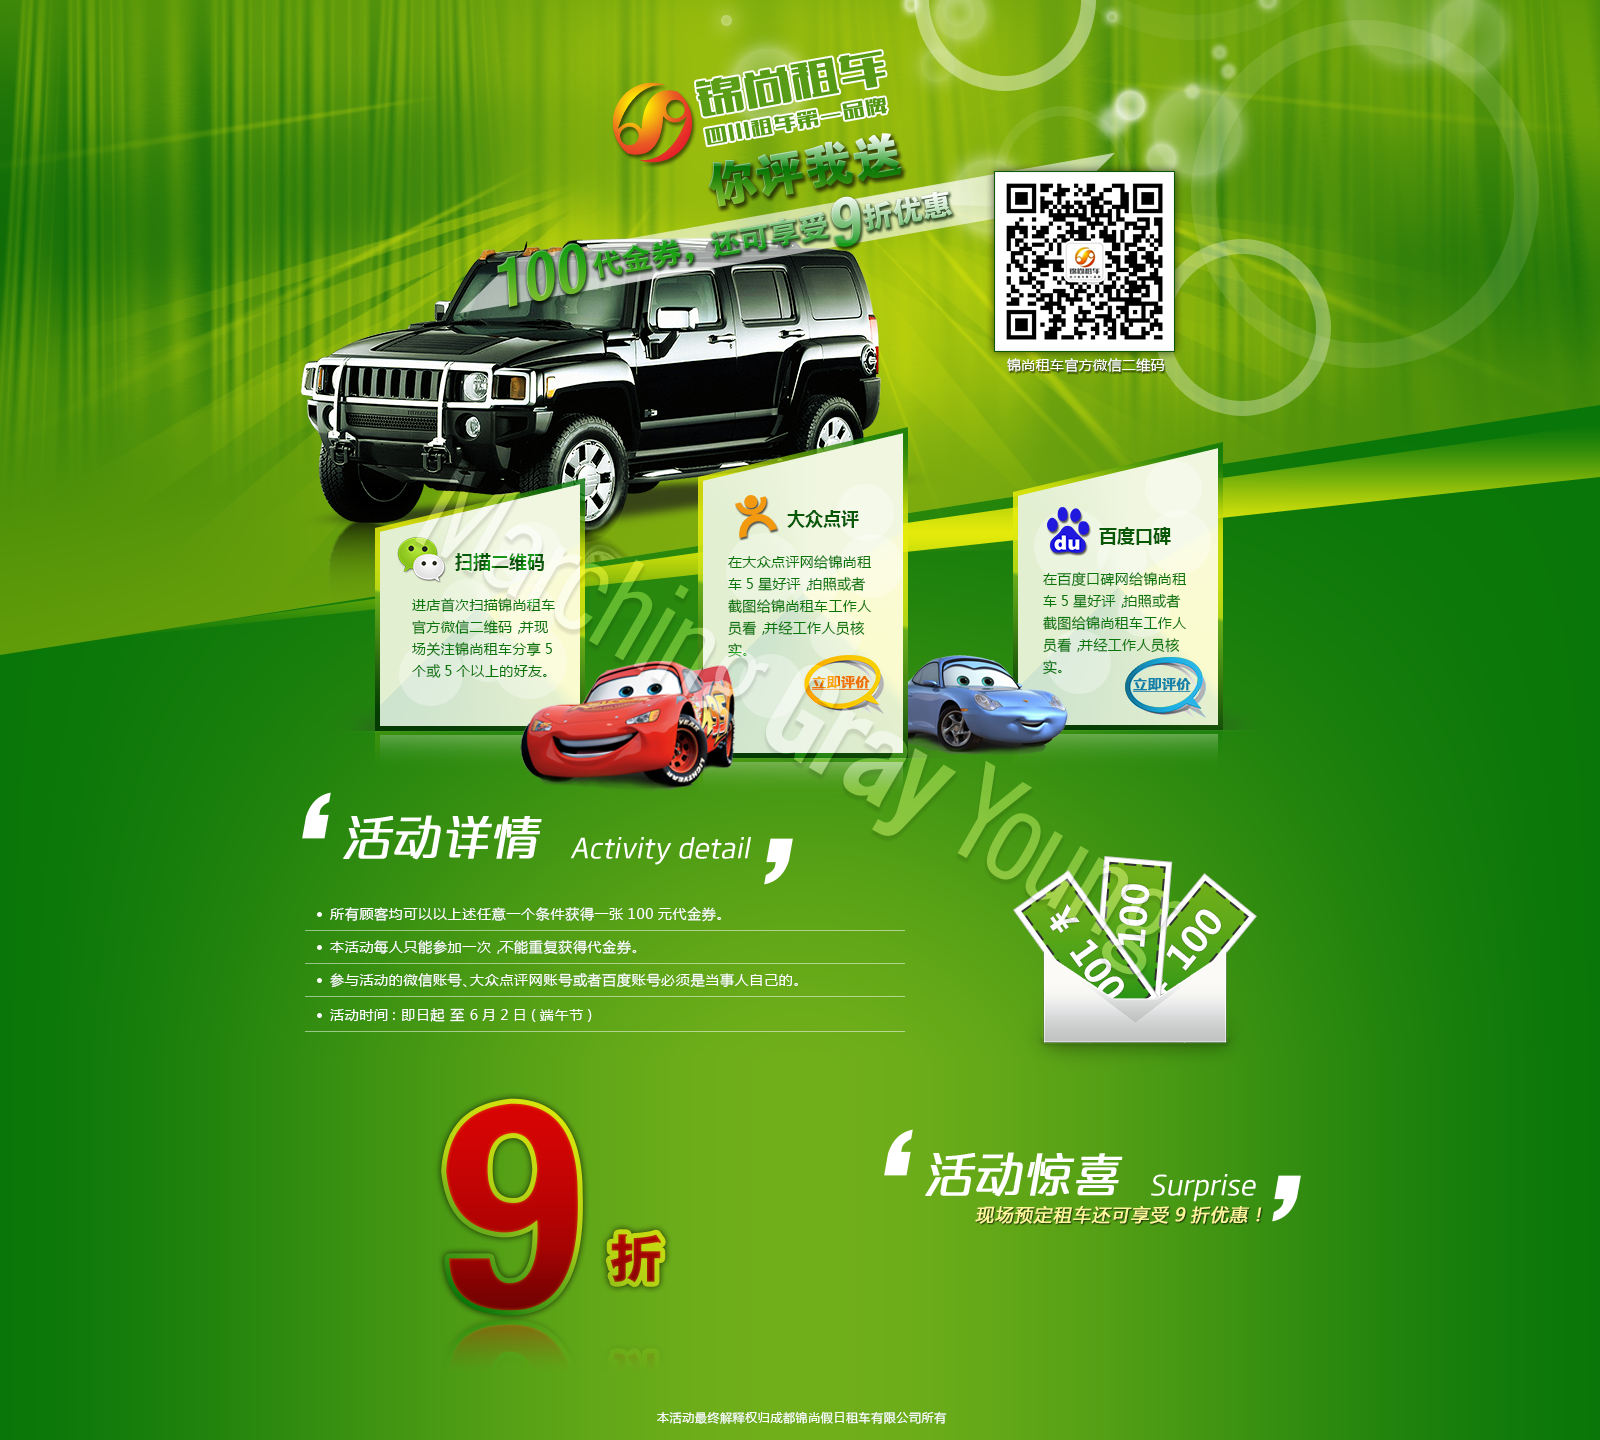 锦尚租车
四川租车第一品牌
你评我送
100代金券，还可享受9折优惠
锦尚租车
锦尚租车官方微信二维码
扫描二维码
进店首次扫描锦尚租车
官方微信二维码,并现
场关注锦尚租车分享 5
个或 5 个以上的好友。
大众点评
在大众点评网给锦尚租
车 5 星好评 ,拍照或者
截图给锦尚租车工作人
员看 ,并经工作人员核
实。
立即评价
du
百度口碑
在百度口碑网给锦尚租
车 5 星好评 ,拍照或者
截图给锦尚租车工作人
员看 ,并经工作人员核
实。
立即评价
LIGHTYEAR
Marching Gray Young
活动详情 Activity detail
• 所有顾客均可以以上述任意一个条件获得一张 100 元代金券。
• 本活动每人只能参加一次 ,不能重复获得代金券。
• 参与活动的微信账号、大众点评网账号或者百度账号必须是当事人自己的。
• 活动时间 : 即日起 至 6 月 2 日 ( 端午节 )
¥ 100
100
100
9折
活动惊喜 Surprise
现场预定租车还可享受 9 折优惠 !
本活动最终解释权归成都锦尚假日租车有限公司所有